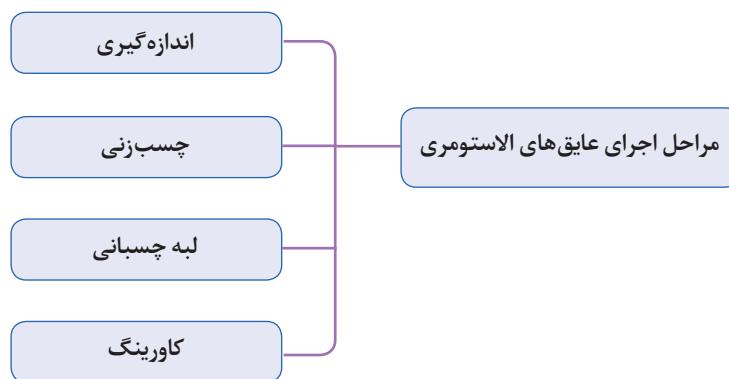 مراحل اجرای عایق‌های الاستومری
اندازه‌گیری
چسب‌زنی
لبه چسبانی
کاورینگ